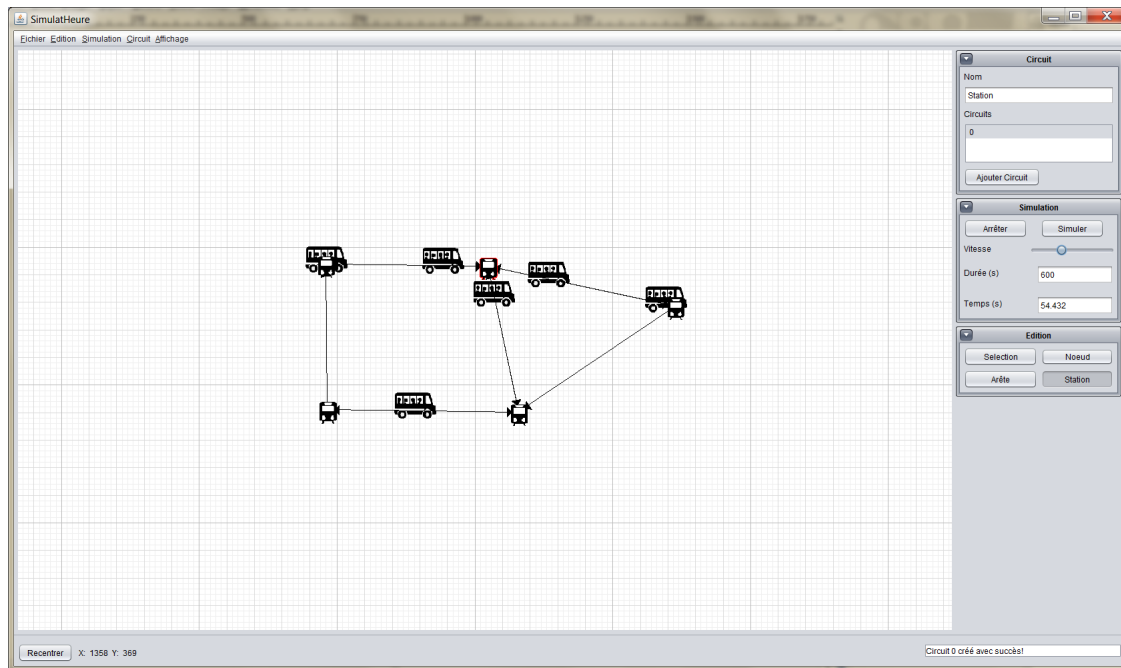 SimulatHeure
Fichier Edition Simulation Circuit Affichage
Circuit
Nom
Station
Circuits
0
Ajouter Circuit
Simulation
Arrêter Simuler
Vitesse
Durée (s) 600
Temps (s) 54.432
Edition
Selection Noeud
Arête Station
Recentrer X: 1358 Y: 369
Circuit 0 créé avec succès!